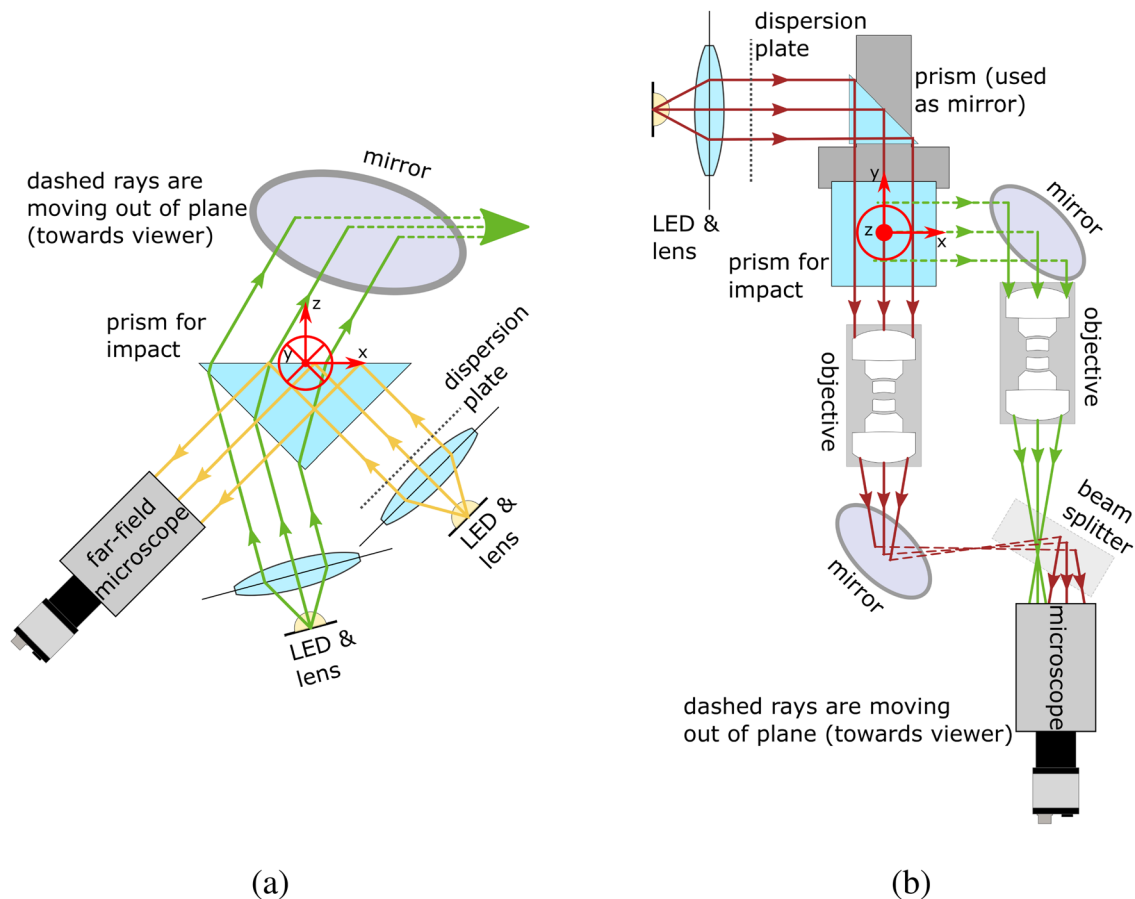 dashed rays are
moving out of plane
(towards viewer)
mirror
prism for
impact
z
y
x
dispersion
plate
far-field
microscope
LED &
lens
LED &
lens
(a)
dispersion
plate
prism (used
as mirror)
LED &
lens
y
z
x
mirror
prism for
impact
objective
objective
beam
splitter
mirror
microscope
dashed rays are moving
out of plane (towards viewer)
(b)